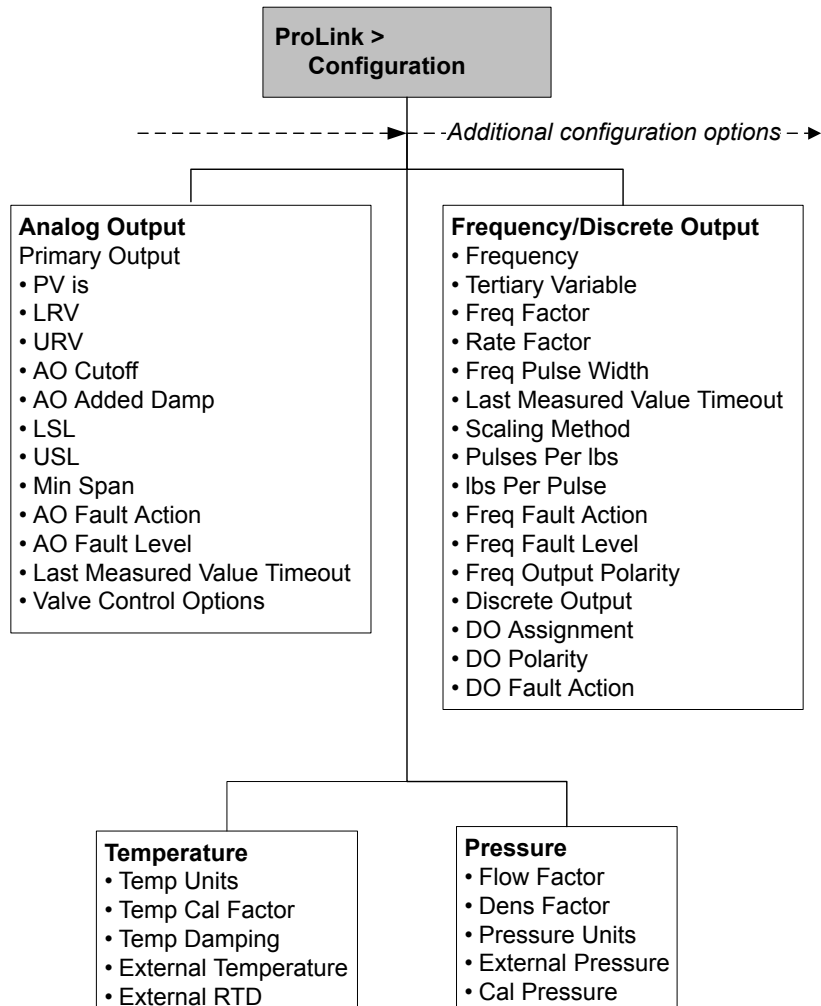 ProLink >
Configuration
Additional configuration options
Analog Output
Primary Output
• PV is
• LRV
• URV
• AO Cutoff
• AO Added Damp
• LSL
• USL
• Min Span
• AO Fault Action
• AO Fault Level
• Last Measured Value Timeout
• Valve Control Options
Frequency/Discrete Output
• Frequency
• Tertiary Variable
• Freq Factor
• Rate Factor
• Freq Pulse Width
• Last Measured Value Timeout
• Scaling Method
• Pulses Per lbs
• lbs Per Pulse
• Freq Fault Action
• Freq Fault Level
• Freq Output Polarity
• Discrete Output
• DO Assignment
• DO Polarity
• DO Fault Action
Temperature
• Temp Units
• Temp Cal Factor
• Temp Damping
• External Temperature
• External RTD
Pressure
• Flow Factor
• Dens Factor
• Pressure Units
• External Pressure
• Cal Pressure